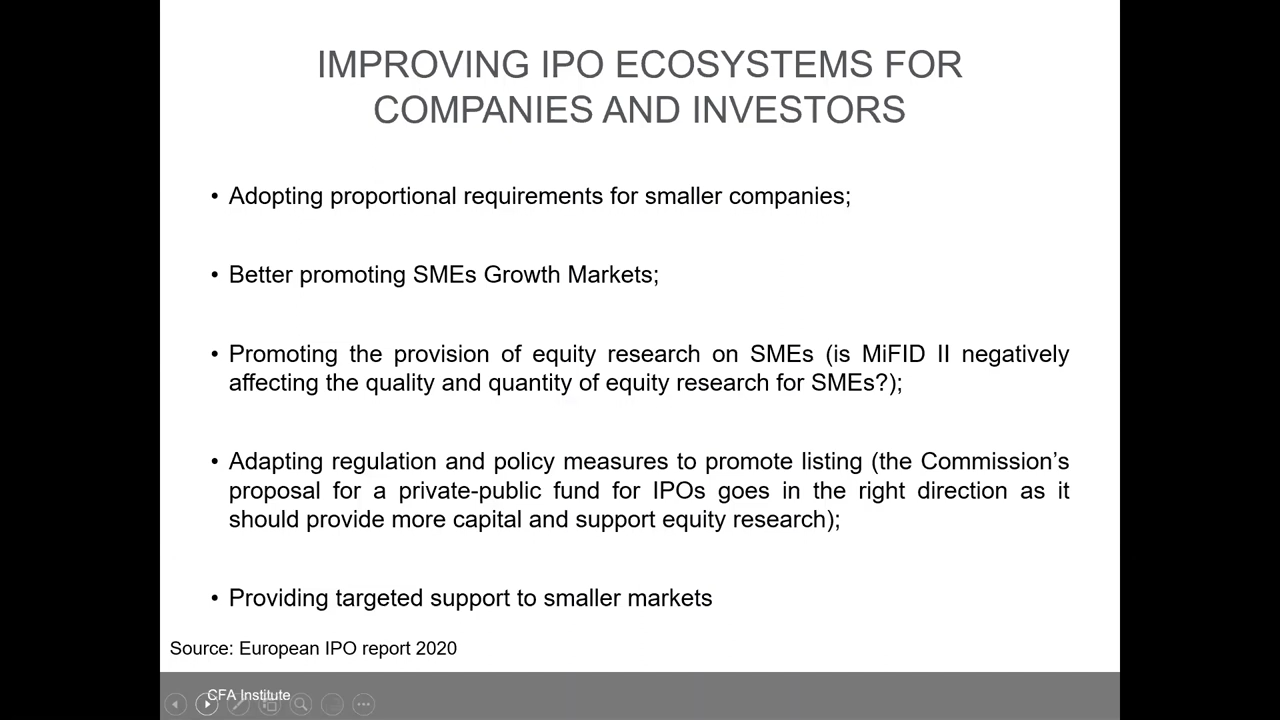 IMPROVING IPO ECOSYSTEMS FOR
COMPANIES AND INVESTORS
• Adopting proportional requirements for smaller companies;
• Better promoting SMEs Growth Markets;
• Promoting the provision of equity research on SMEs (is MiFID II negatively
affecting the quality and quantity of equity research for SMEs?);
• Adapting regulation and policy measures to promote listing (the Commission’s
proposal for a private-public fund for IPOs goes in the right direction as it
should provide more capital and support equity research);
• Providing targeted support to smaller markets
Source: European IPO report 2020
CFA Institute